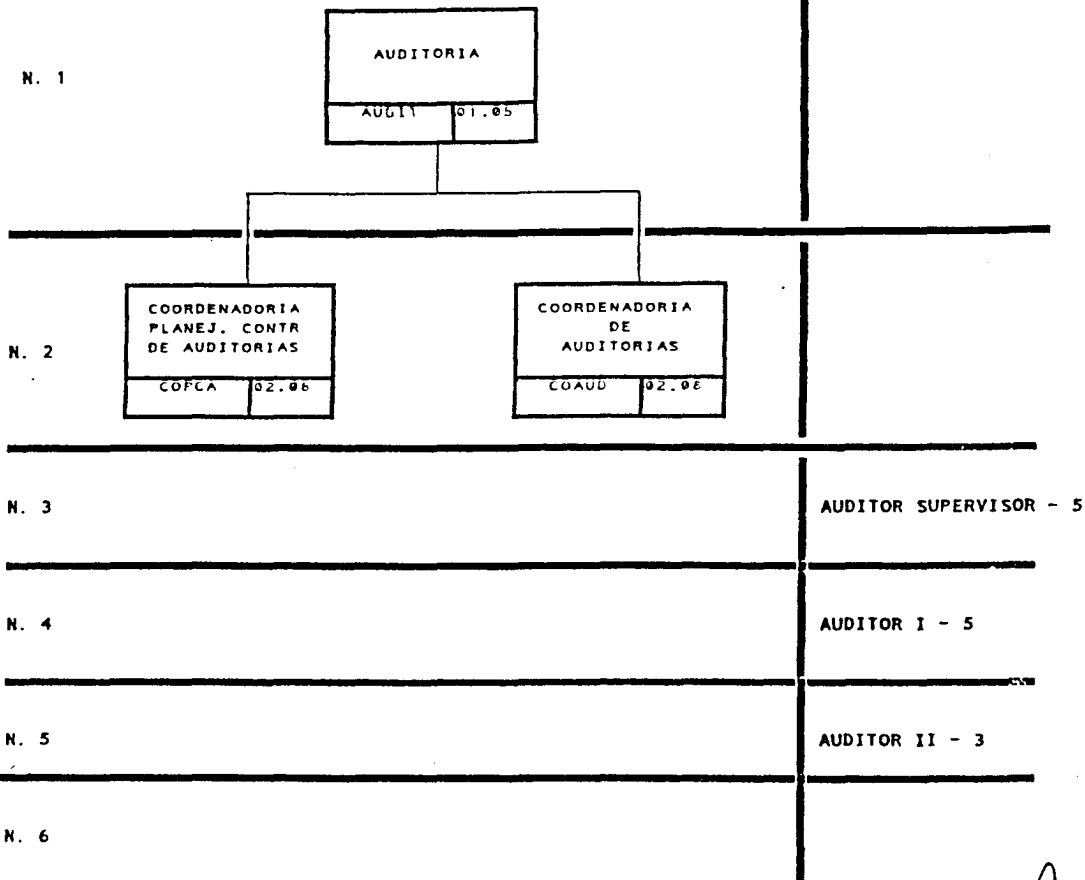 N. 1
AUDITORIA
01.05
N. 2
COORDENADORIA
PLANEJ. CONTR
DE AUDITORIAS
COPCA
COORDENADORIA
DE
AUDITORIAS
COAUD
N. 3
AUDITOR SUPERVISOR - 5
N. 4
AUDITOR I - 5
N. 5
AUDITOR II - 3
N. 6